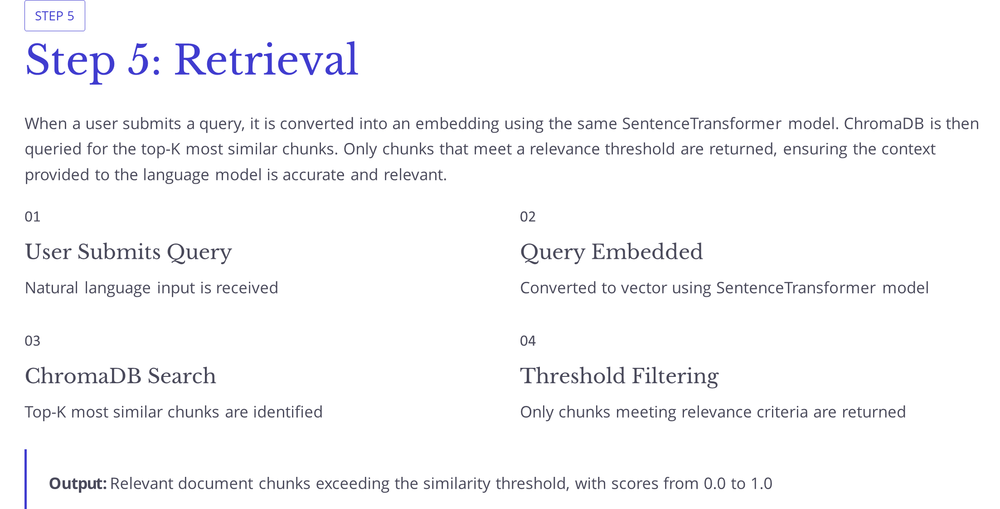 STEP 5
Step 5: Retrieval
When a user submits a query, it is converted into an embedding using the same SentenceTransformer model. ChromaDB is then
queried for the top-K most similar chunks. Only chunks that meet a relevance threshold are returned, ensuring the context
provided to the language model is accurate and relevant.
01
User Submits Query
Natural language input is received
02
Query Embedded
Converted to vector using SentenceTransformer model
03
ChromaDB Search
Top-K most similar chunks are identified
04
Threshold Filtering
Only chunks meeting relevance criteria are returned
Output: Relevant document chunks exceeding the similarity threshold, with scores from 0.0 to 1.0